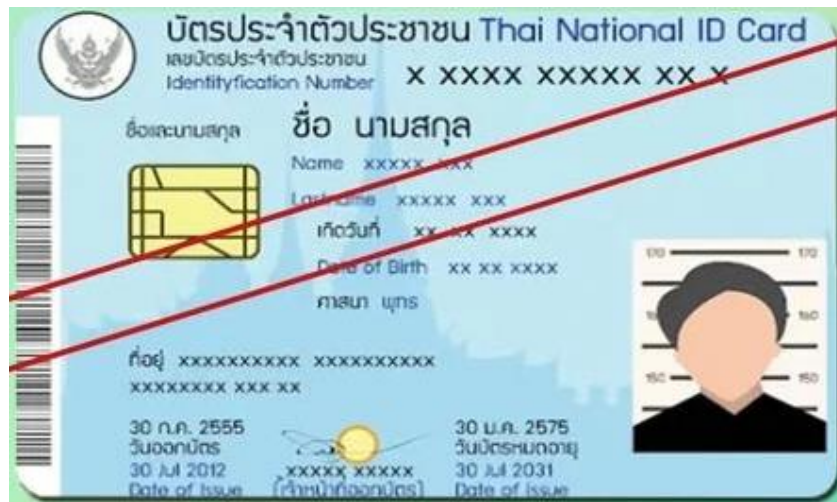 บัตรประจำตัวประชาชน Thai National ID Card
เลขบัตรประจำตัวประชาชน
Identityfication Number X XXXX XXXXX XX X
ชื่อและนามสกุล ชื่อ นามสกุล
Name xxxxx xxx
Lastname xxxxx xxx
เกิดวันที่ xx xx xxxx
Date of Birth xx xx xxxx
ศาสนา พุทธ
170 170
160
150 150
ที่อยู่ xxxxxxxxxx xxxxxxxxxx
xxxxxxxx xxx xx
30 ก.ค. 2555
วันออกบัตร
30 Jul 2012
Date of Issue
xxxxx xxxxx
(เจ้าหน้าที่ออกบัตร)
30 ม.ค. 2575
วันบัตรหมดอายุ
30 Jul 2031
Date of Issue